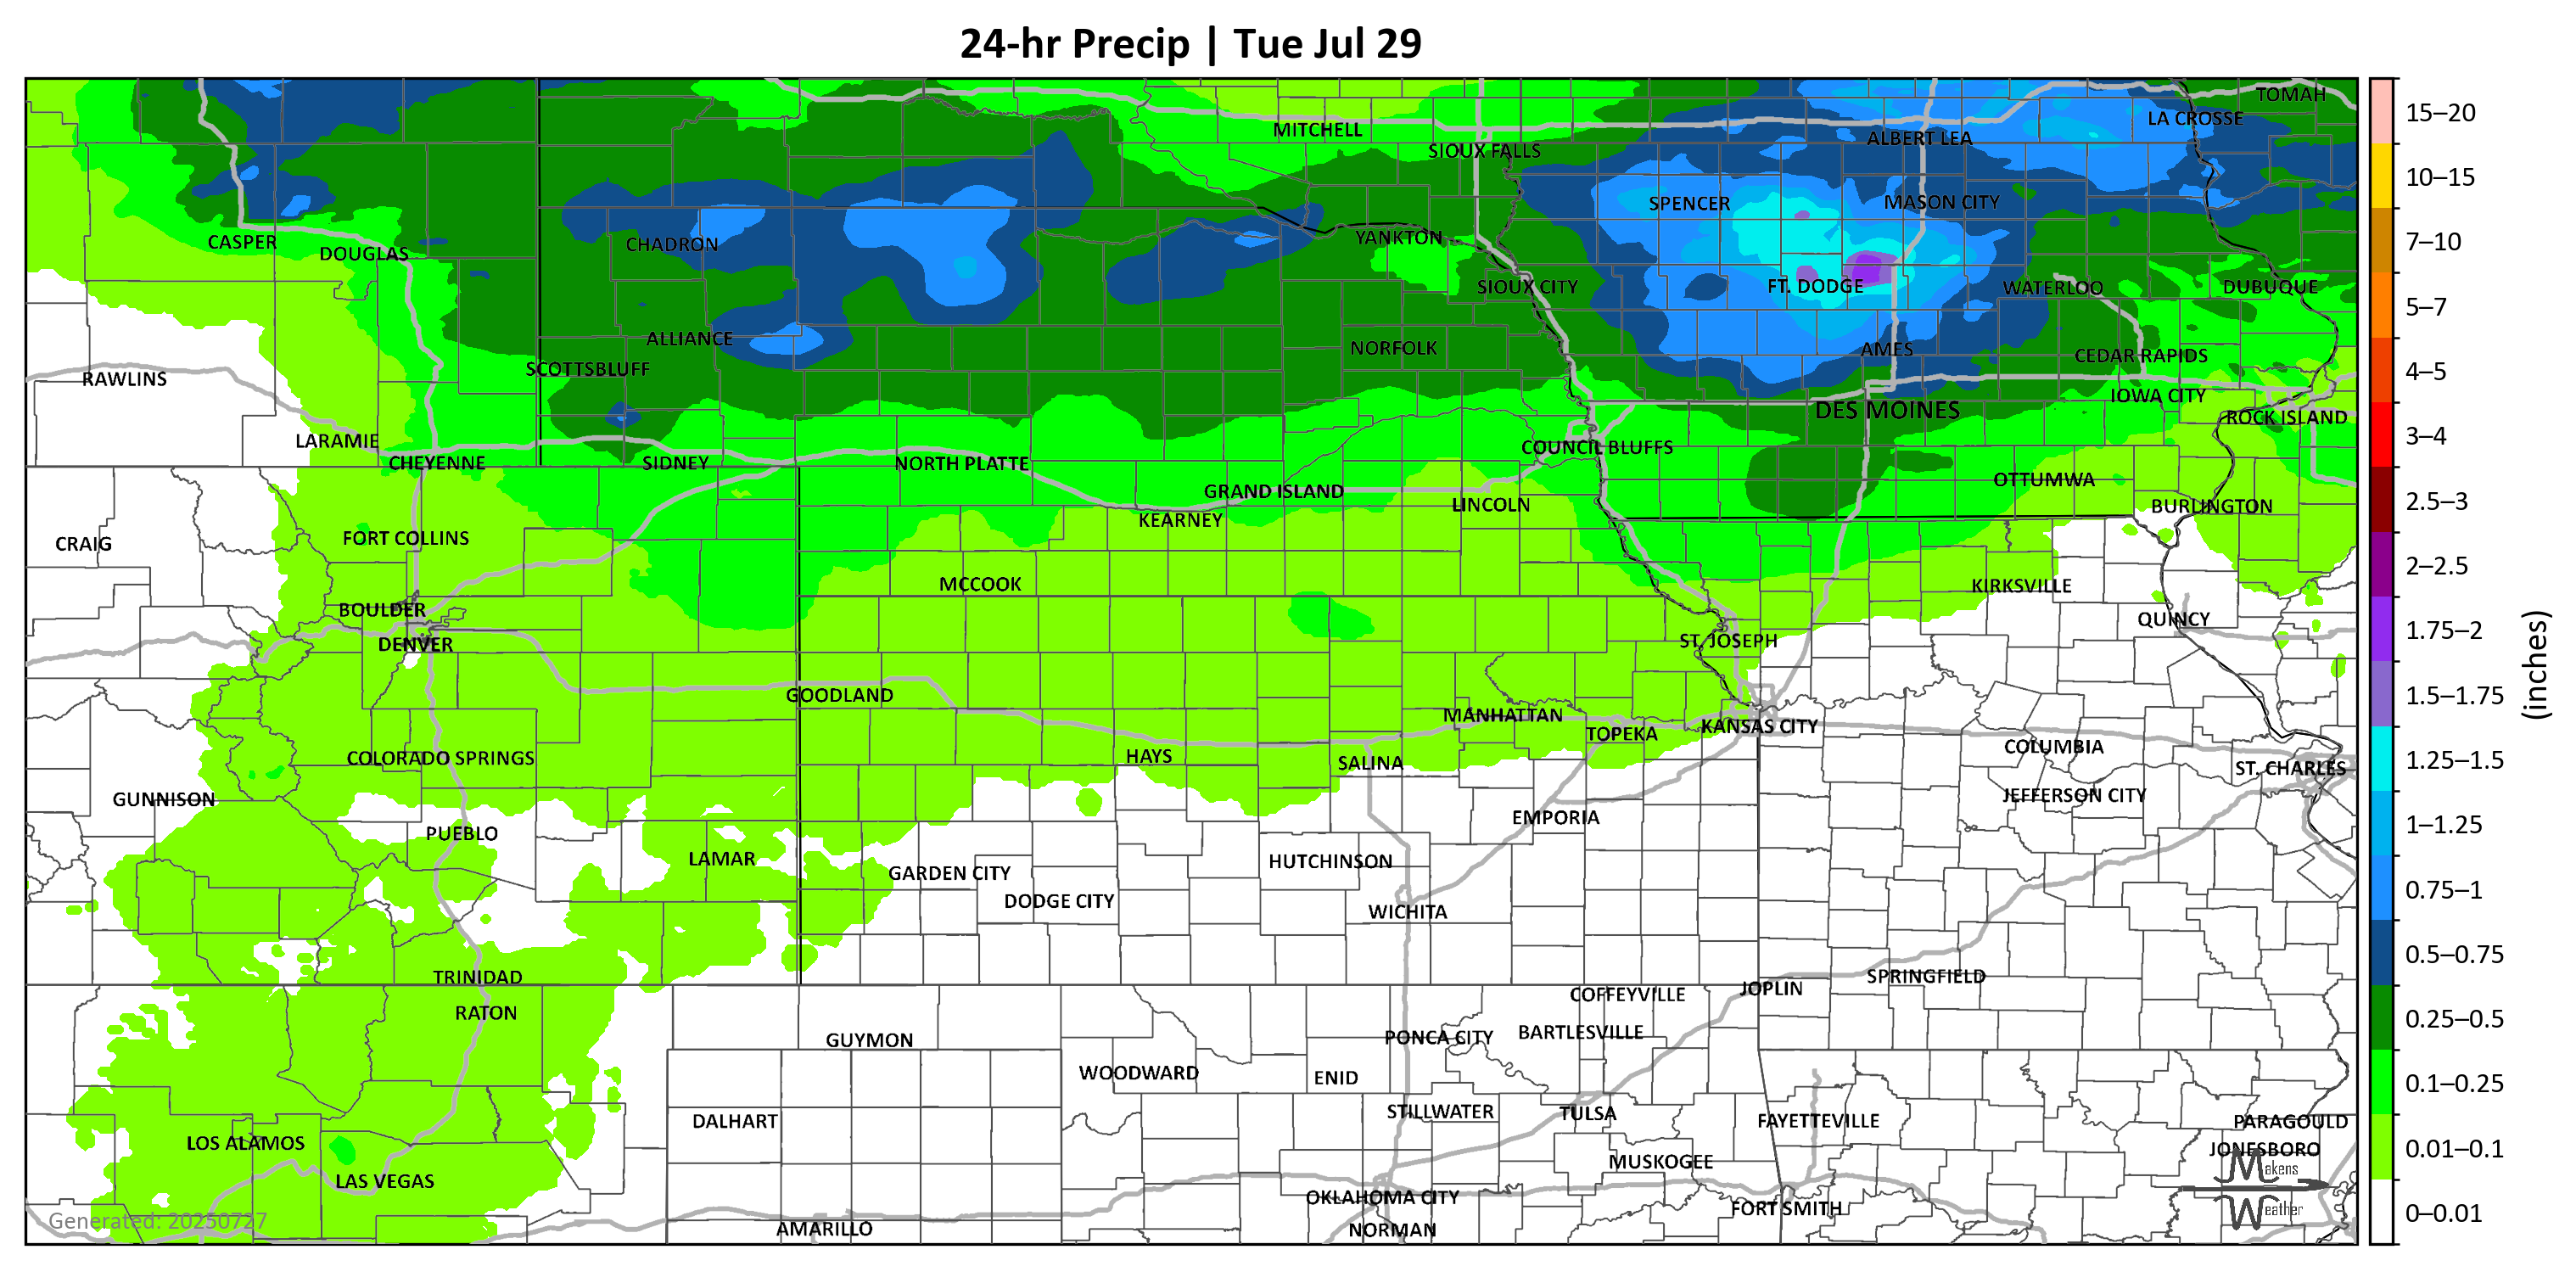 24-hr Precip | Tue Jul 29
TOMAH
LA CROSSE
MITCHELL
ALBERT LEA
SIOUX FALLS
SPENCER
MASON CITY
YANKTON
CASPER
CHADRON
DOUGLAS
SIOUX CITY
FT. DODGE
WATERLOO
DUBUQUE
ALLIANCE
NORFOLK
AMES
CEDAR RAPIDS
SCOTTSBLUFF
RAWLINS
IOWA CITY
DES MOINES
ROCK ISLAND
LARAMIE
COUNCIL BLUFFS
CHEYENNE
SIDNEY
NORTH PLATTE
OTTUMWA
GRAND ISLAND
LINCOLN
BURLINGTON
KEARNEY
FORT COLLINS
CRAIG
MCCOOK
KIRKSVILLE
BOULDER
QUINCY
DENVER
ST. JOSEPH
GOODLAND
MANHATTAN
TOPEKA
KANSAS CITY
COLUMBIA
COLORADO SPRINGS
HAYS
SALINA
ST. CHARLES
GUNNISON
JEFFERSON CITY
EMPORIA
PUEBLO
LAMAR
HUTCHINSON
GARDEN CITY
DODGE CITY
WICHITA
TRINIDAD
SPRINGFIELD
JOPLIN
COFFEYVILLE
RATON
BARTLESVILLE
PONCA CITY
GUYMON
WOODWARD
ENID
STILLWATER
TULSA
DALHART
FAYETTEVILLE
PARAGOULD
LOS ALAMOS
JONESBORO
MUSKOGEE
LAS VEGAS
OKLAHOMA CITY
FORT SMITH
AMARILLO
NORMAN
Generated: 20250727
Makens
Weather
15–20
10–15
7–10
5–7
4–5
3–4
2.5–3
2–2.5
1.75–2
1.5–1.75
1.25–1.5
1–1.25
0.75–1
0.5–0.75
0.25–0.5
0.1–0.25
0.01–0.1
0–0.01
(inches)